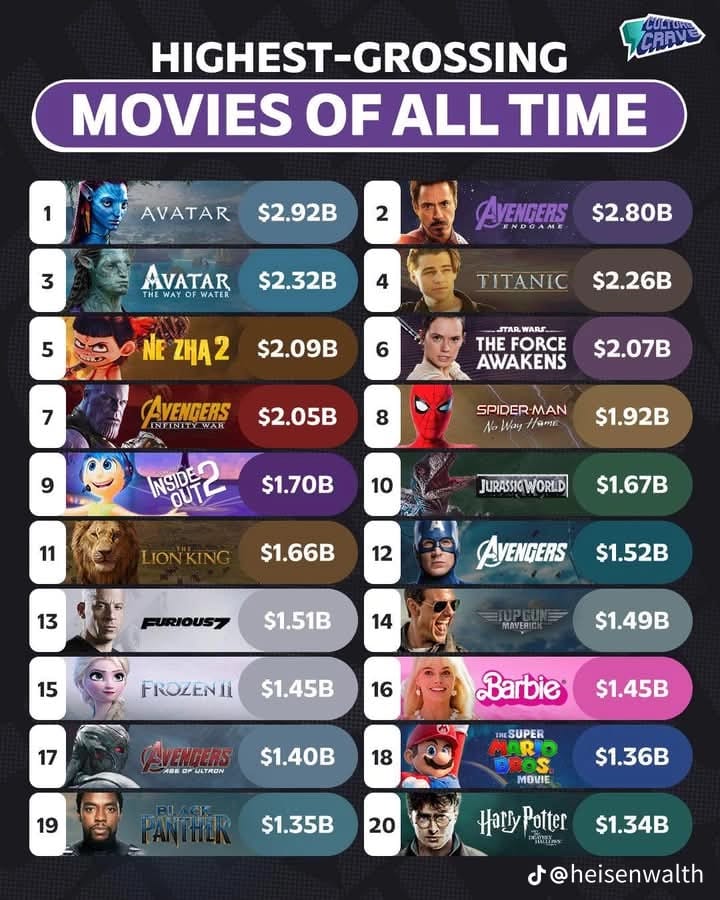 CULTURE
CRAVE
HIGHEST-GROSSING
MOVIES OF ALL TIME
1
AVATAR
$2.92B
2
AVENGERS
ENDGAME
$2.80B
3
AVATAR
THE WAY OF WATER
$2.32B
4
TITANIC
$2.26B
5
NE ZHA 2
$2.09B
6
STAR WARS
THE FORCE
AWAKENS
$2.07B
7
AVENGERS
INFINITY WAR
$2.05B
8
SPIDER-MAN
No Way Home
$1.92B
9
INSIDE
OUT 2
$1.70B
10
JURASSIC WORLD
$1.67B
11
THE
LION KING
$1.66B
12
AVENGERS
$1.52B
13
FURIOUS 7
$1.51B
14
TOP GUN
MAVERICK
$1.49B
15
FROZEN II
$1.45B
16
Barbie
$1.45B
17
AVENGERS
AGE OF ULTRON
$1.40B
18
THE SUPER
MARIO
BROS.
MOVIE
$1.36B
19
BLACK
PANTHER
$1.35B
20
Harry Potter
AND THE
DEATHLY
HALLOWS
$1.34B
@heisenwalth